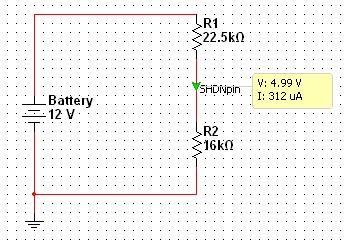 R1
22.5kΩ
SHDNpin
V: 4.99 V
I: 312 uA
Battery
12 V
R2
16kΩ